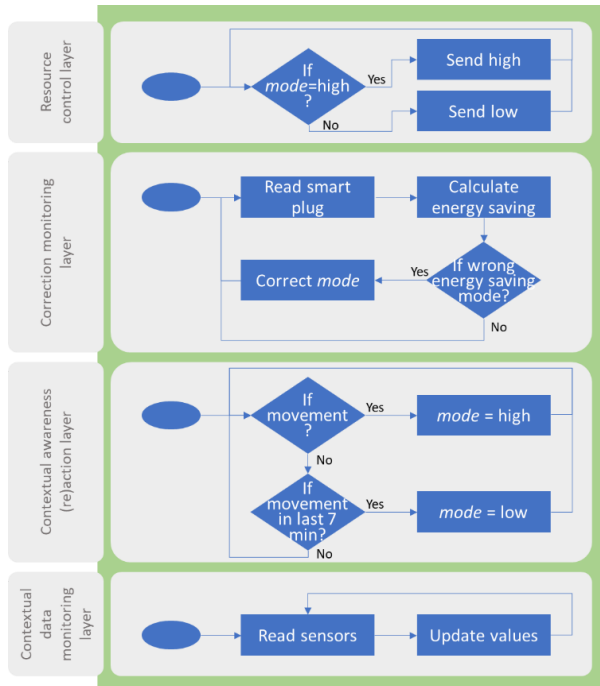 Resource
control layer
If
mode=high
?
Yes
Send high
No
Send low
Correction monitoring
layer
Read smart
plug
Calculate
energy saving
If wrong
energy saving
mode?
Yes
Correct mode
No
Contextual awareness
(re)action layer
If
movement
?
Yes
mode = high
No
If
movement
in last 7
min?
Yes
mode = low
No
Contextual
data
monitoring
layer
Read sensors
Update values